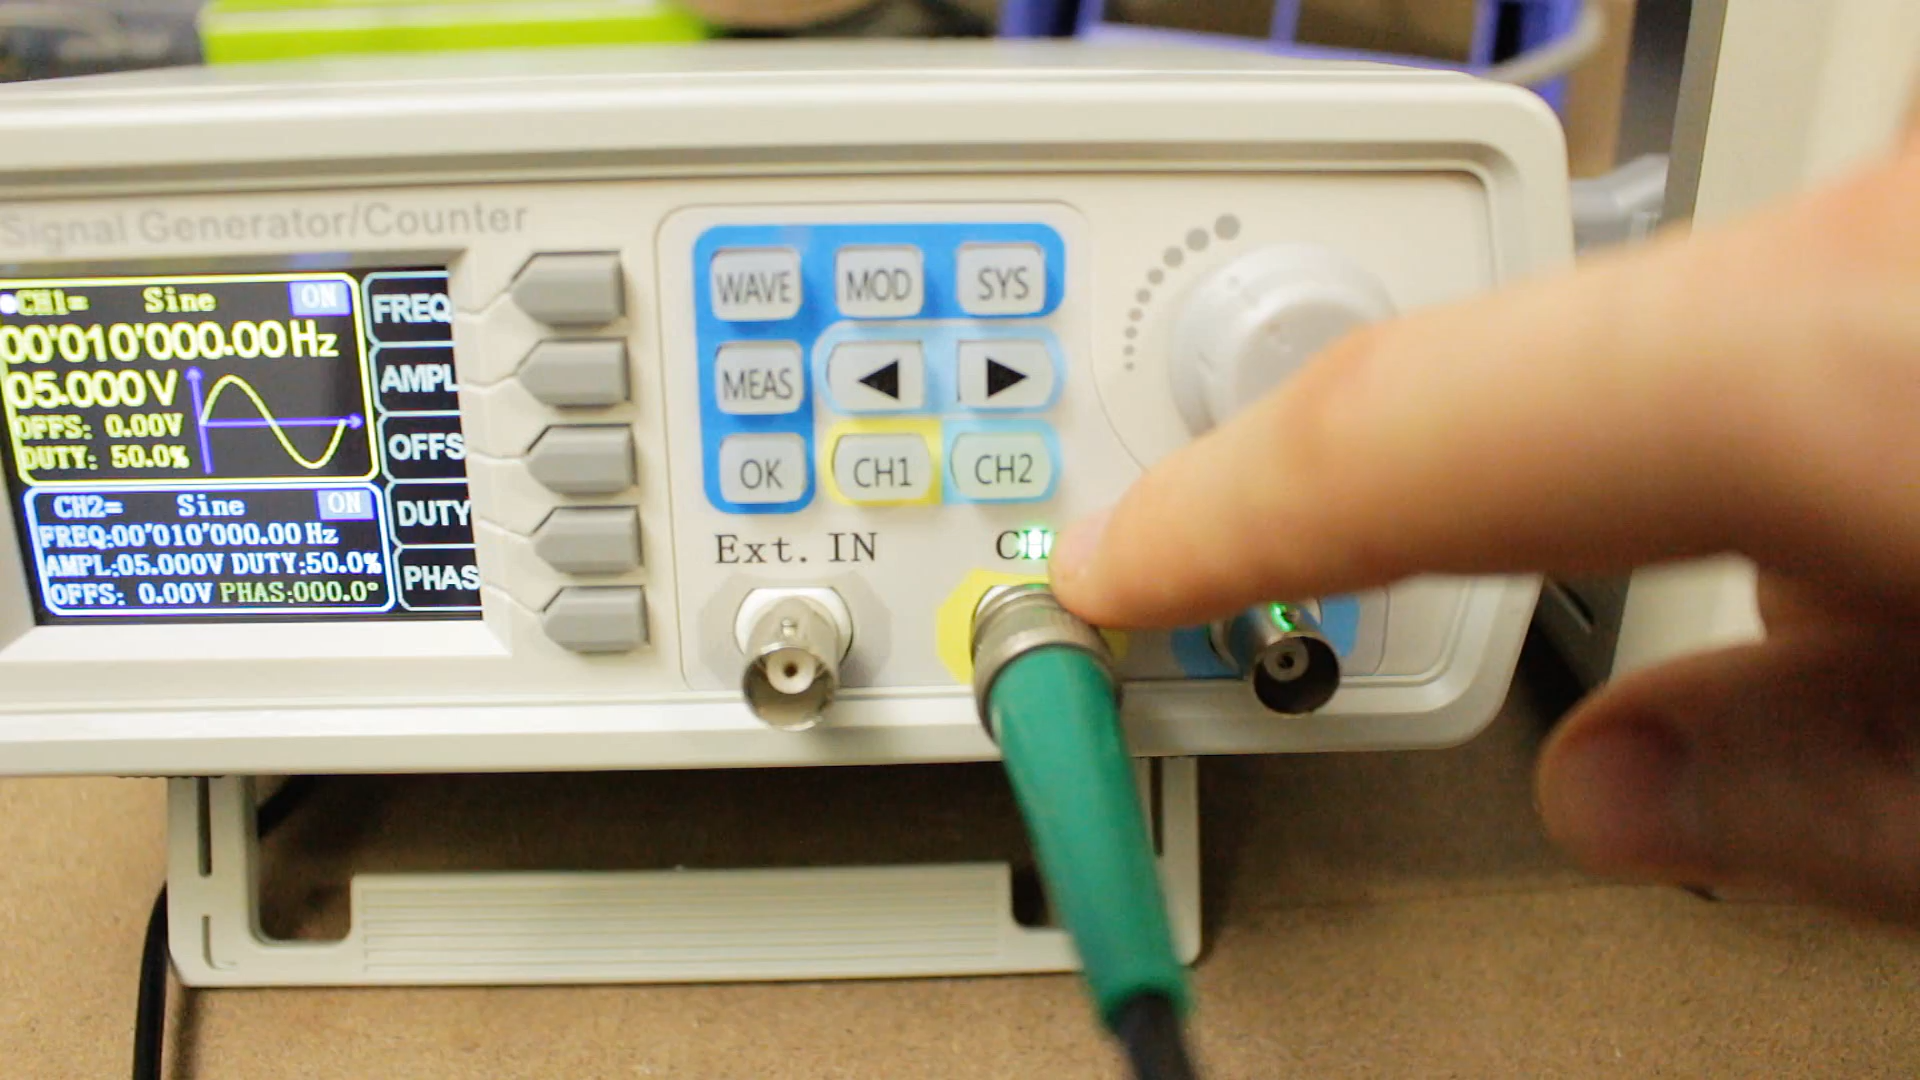 Signal Generator/Counter
CH1= Sine ON
00'010'000.00Hz
05.000V
OFFS: 0.00V
DUTY: 50.0%
CH2= Sine ON
FREQ:00'010'000.00Hz
AMPL:05.000V DUTY:50.0%
OFFS: 0.00V PHAS:000.0°
FREQ
AMPL
OFFS
DUTY
PHAS
WAVE MOD SYS
MEAS
OK CH1 CH2
Ext. IN CH